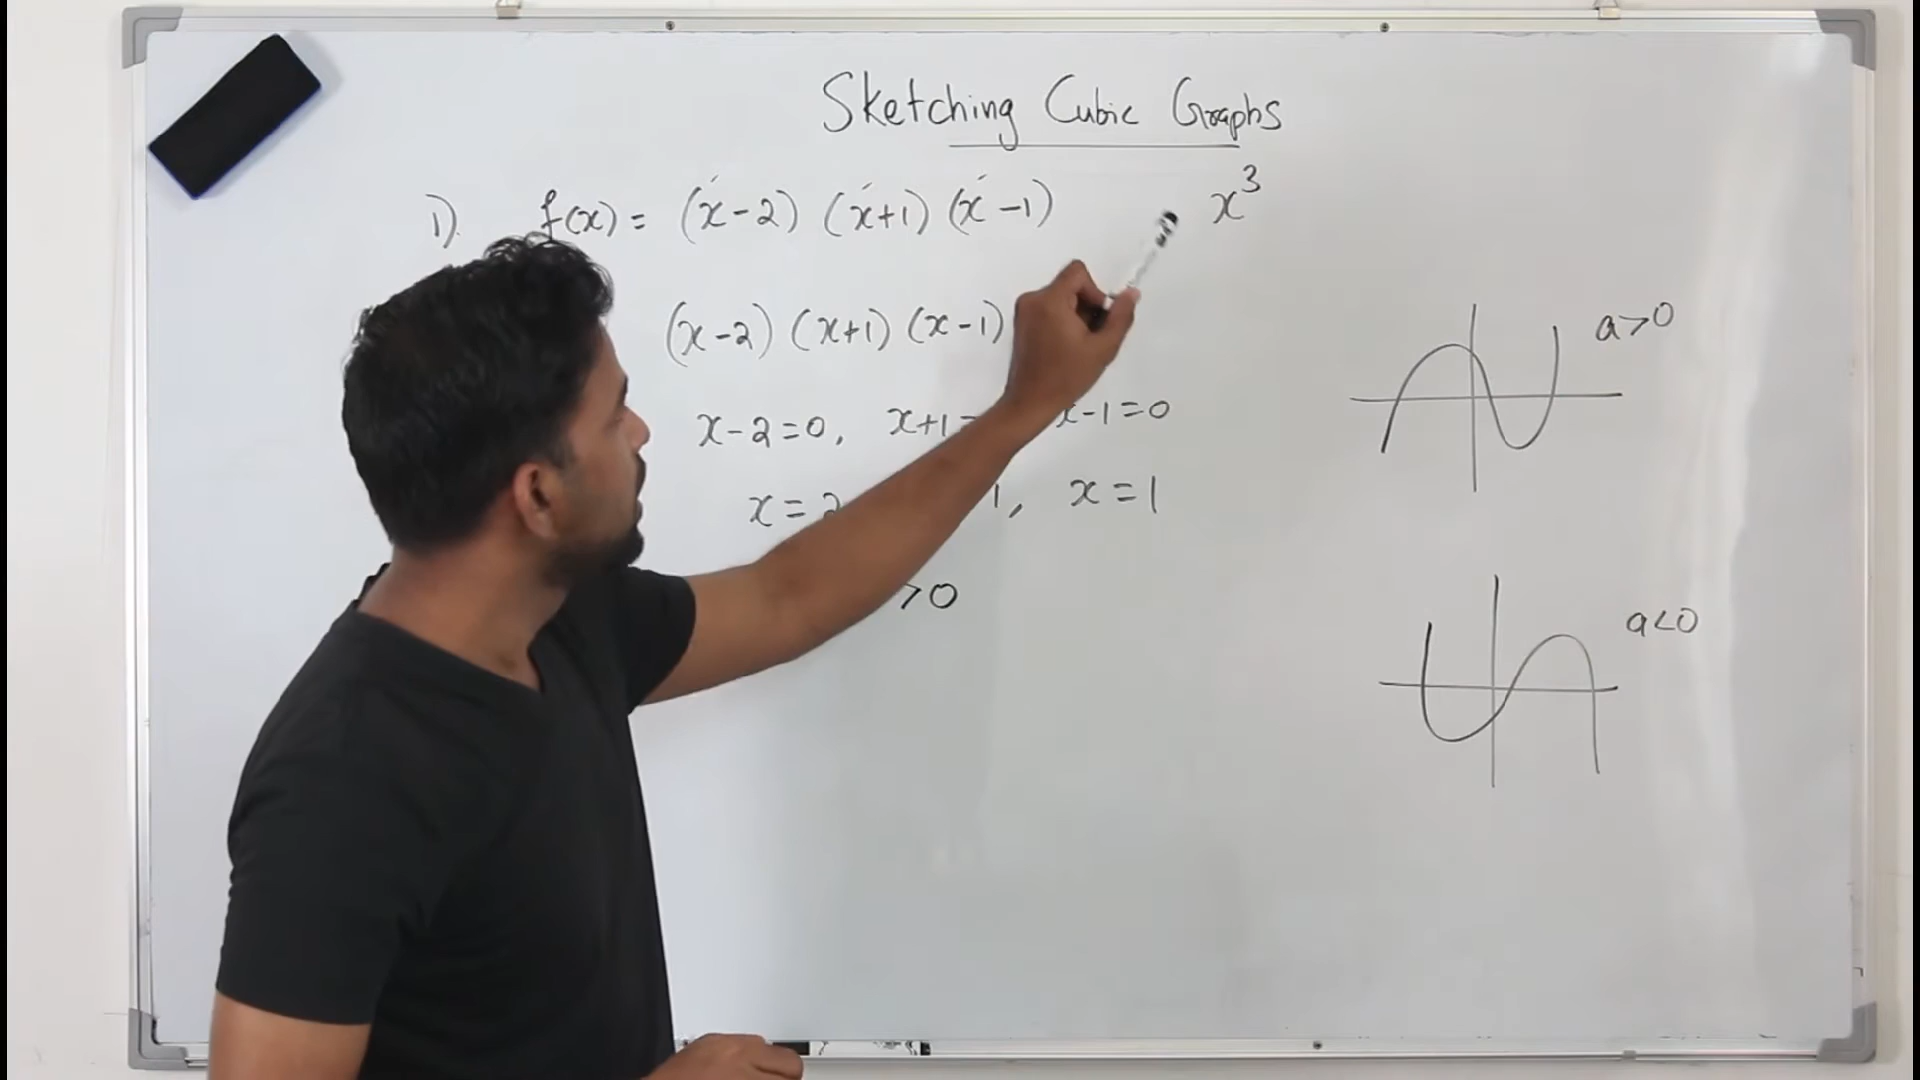 Sketching Cubic Graphs
1). f(x) = (x-2) (x+1) (x-1) x³
(x-2) (x+1) (x-1)
a>0
x-2=0, x+1= x-1=0
x=2 1, x=1
>0
a<0